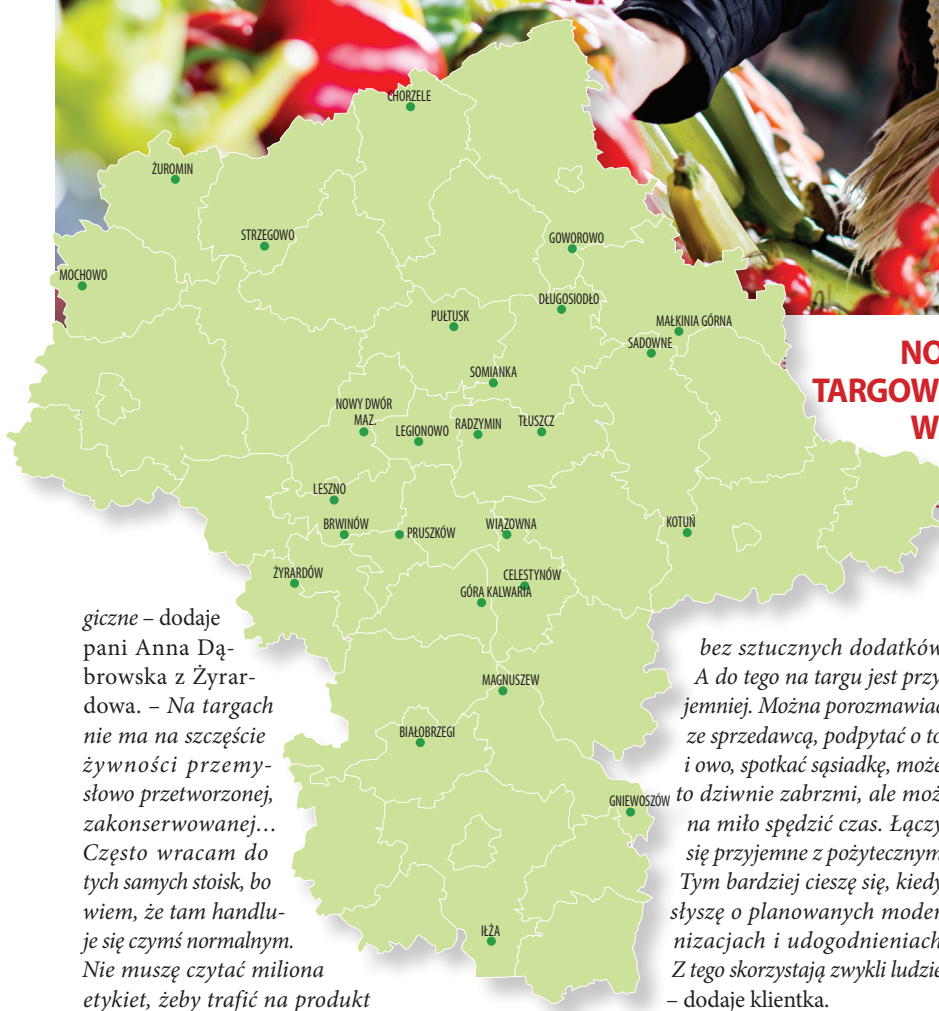 CHORZELE
ŻUROMIN
STRZEGOWO
GOWOROWO
MOCHOWO
DŁUGOSIODŁO
PUŁTUSK
MAŁKINIA GÓRNA
SADOWNE
SOMIANKA
NOWY DWÓR
MAZ.
LEGIONOWO
RADZYMIN
TŁUSZCZ
LESZNO
BRWINÓW
PRUSZKÓW
WIĄZOWNA
KOTUŃ
ŻYRARDÓW
CELESTYNÓW
GÓRA KALWARIA
MAGNUSZEW
BIAŁOBRZEGI
GNIEWOSZÓW
IŁŻA
NO
TARGOW
W
giczne – dodaje
pani Anna Dą-
browska z Żyrar-
dowa. – Na targach
nie ma na szczęście
żywności przemy-
słowo przetworzonej,
zakonserwowanej…
Często wracam do
tych samych stoisk, bo
wiem, że tam handlu-
je się czymś normalnym.
Nie muszę czytać miliona
etykiet, żeby trafić na produkt
bez sztucznych dodatków
A do tego na targu jest przy
jemniej. Można porozmawiać
ze sprzedawcą, podpytać o to
i owo, spotkać sąsiadkę, może
to dziwnie zabrzmi, ale moż
na miło spędzić czas. Łączy
się przyjemne z pożytecznym
Tym bardziej cieszę się, kiedy
słyszę o planowanych moder
nizacjach i udogodnieniach
Z tego skorzystają zwykli ludzie
– dodaje klientka.